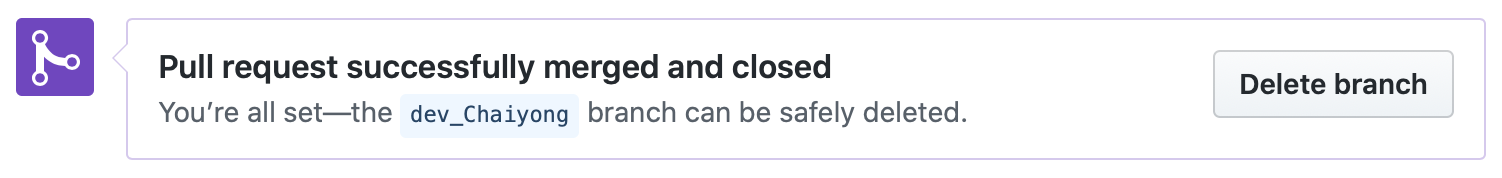 Pull request successfully merged and closed
You’re all set—the dev_Chaiyong branch can be safely deleted.
Delete branch